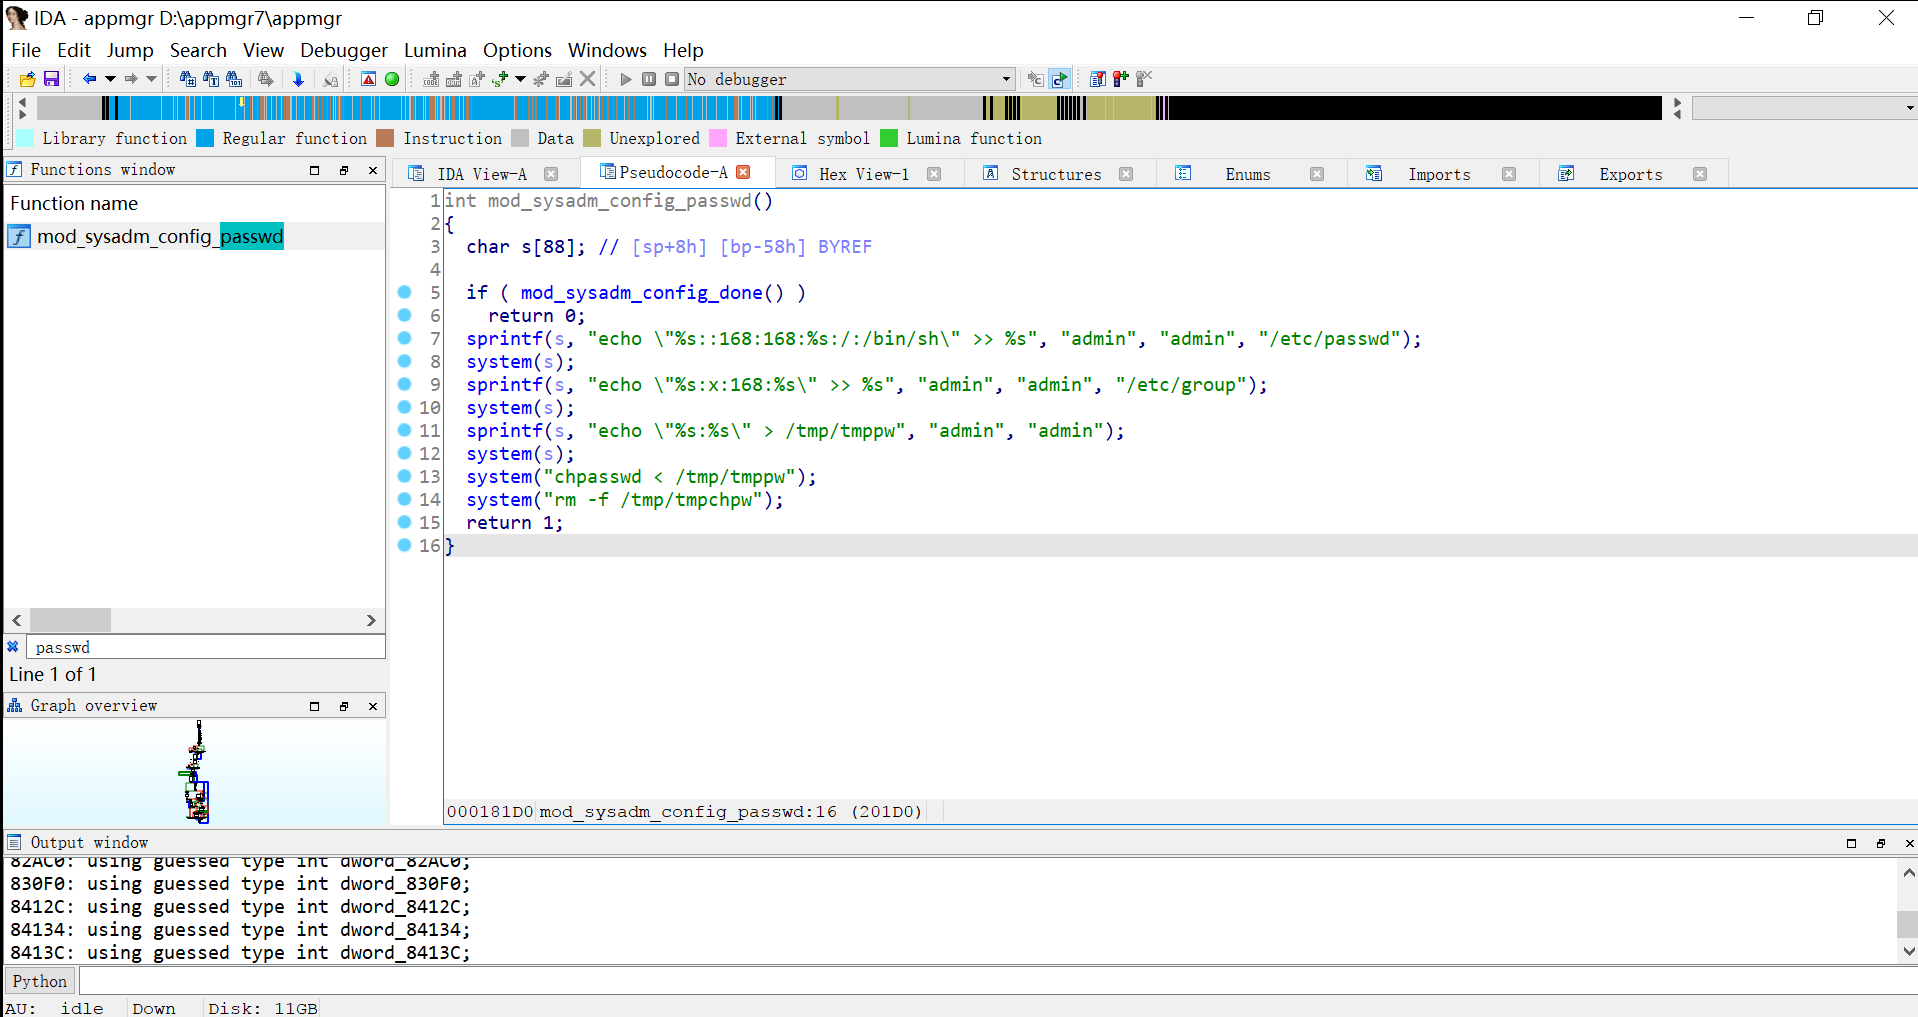 IDA - appmgr D:\appmgr7\appmgr
File Edit Jump Search View Debugger Lumina Options Windows Help
No debugger
Library function Regular function Instruction Data Unexplored External symbol Lumina function
Functions window
IDA View-A Pseudocode-A Hex View-1 Structures Enums Imports Exports
Function name
mod_sysadm_config_passwd
1 int mod_sysadm_config_passwd()
2 {
3 char s[88]; // [sp+8h] [bp-58h] BYREF
4
5 if ( mod_sysadm_config_done() )
6 return 0;
7 sprintf(s, "echo \"%s::168:168:%s:/:/bin/sh\" >> %s", "admin", "admin", "/etc/passwd");
8 system(s);
9 sprintf(s, "echo \"%s:x:168:%s\" >> %s", "admin", "admin", "/etc/group");
10 system(s);
11 sprintf(s, "echo \"%s:%s\" > /tmp/tmppw", "admin", "admin");
12 system(s);
13 system("chpasswd < /tmp/tmppw");
14 system("rm -f /tmp/tmpchpw");
15 return 1;
16 }
passwd
Line 1 of 1
Graph overview
000181D0 mod_sysadm_config_passwd:16 (201D0)
Output window
82AC0: using guessed type int dword_82AC0;
830F0: using guessed type int dword_830F0;
8412C: using guessed type int dword_8412C;
84134: using guessed type int dword_84134;
8413C: using guessed type int dword_8413C;
Python
AU: idle Down Disk: 11GB